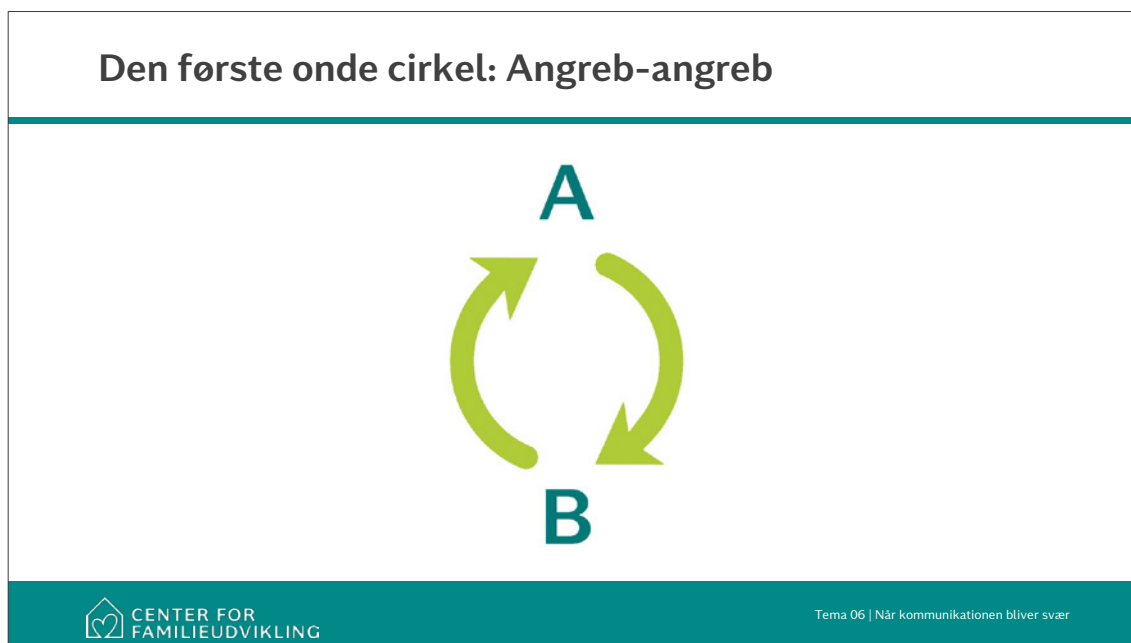 Den første onde cirkel: Angreb-angreb
A
B
CENTER FOR
FAMILIEUDVIKLING
Tema 06 | Når kommunikationen bliver svær